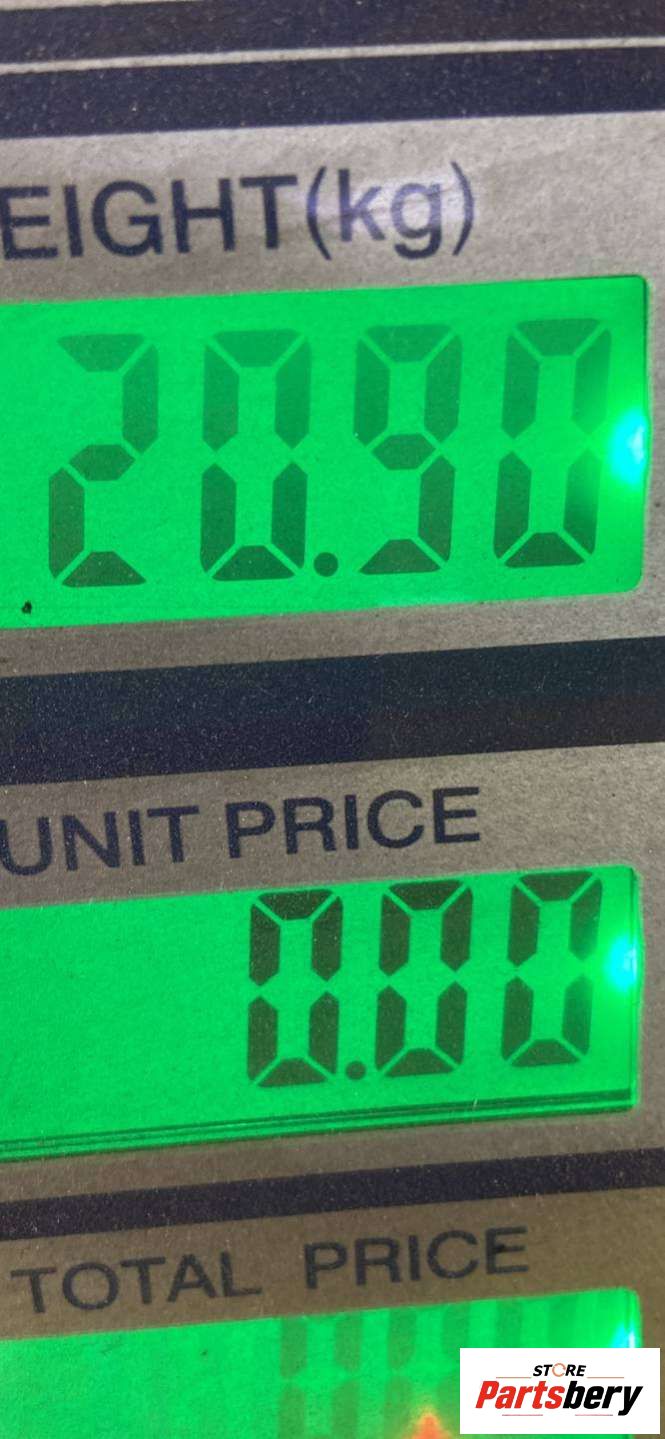 EIGHT(kg)
20.90
UNIT PRICE
0.00
TOTAL PRICE
STORE
Partsbery